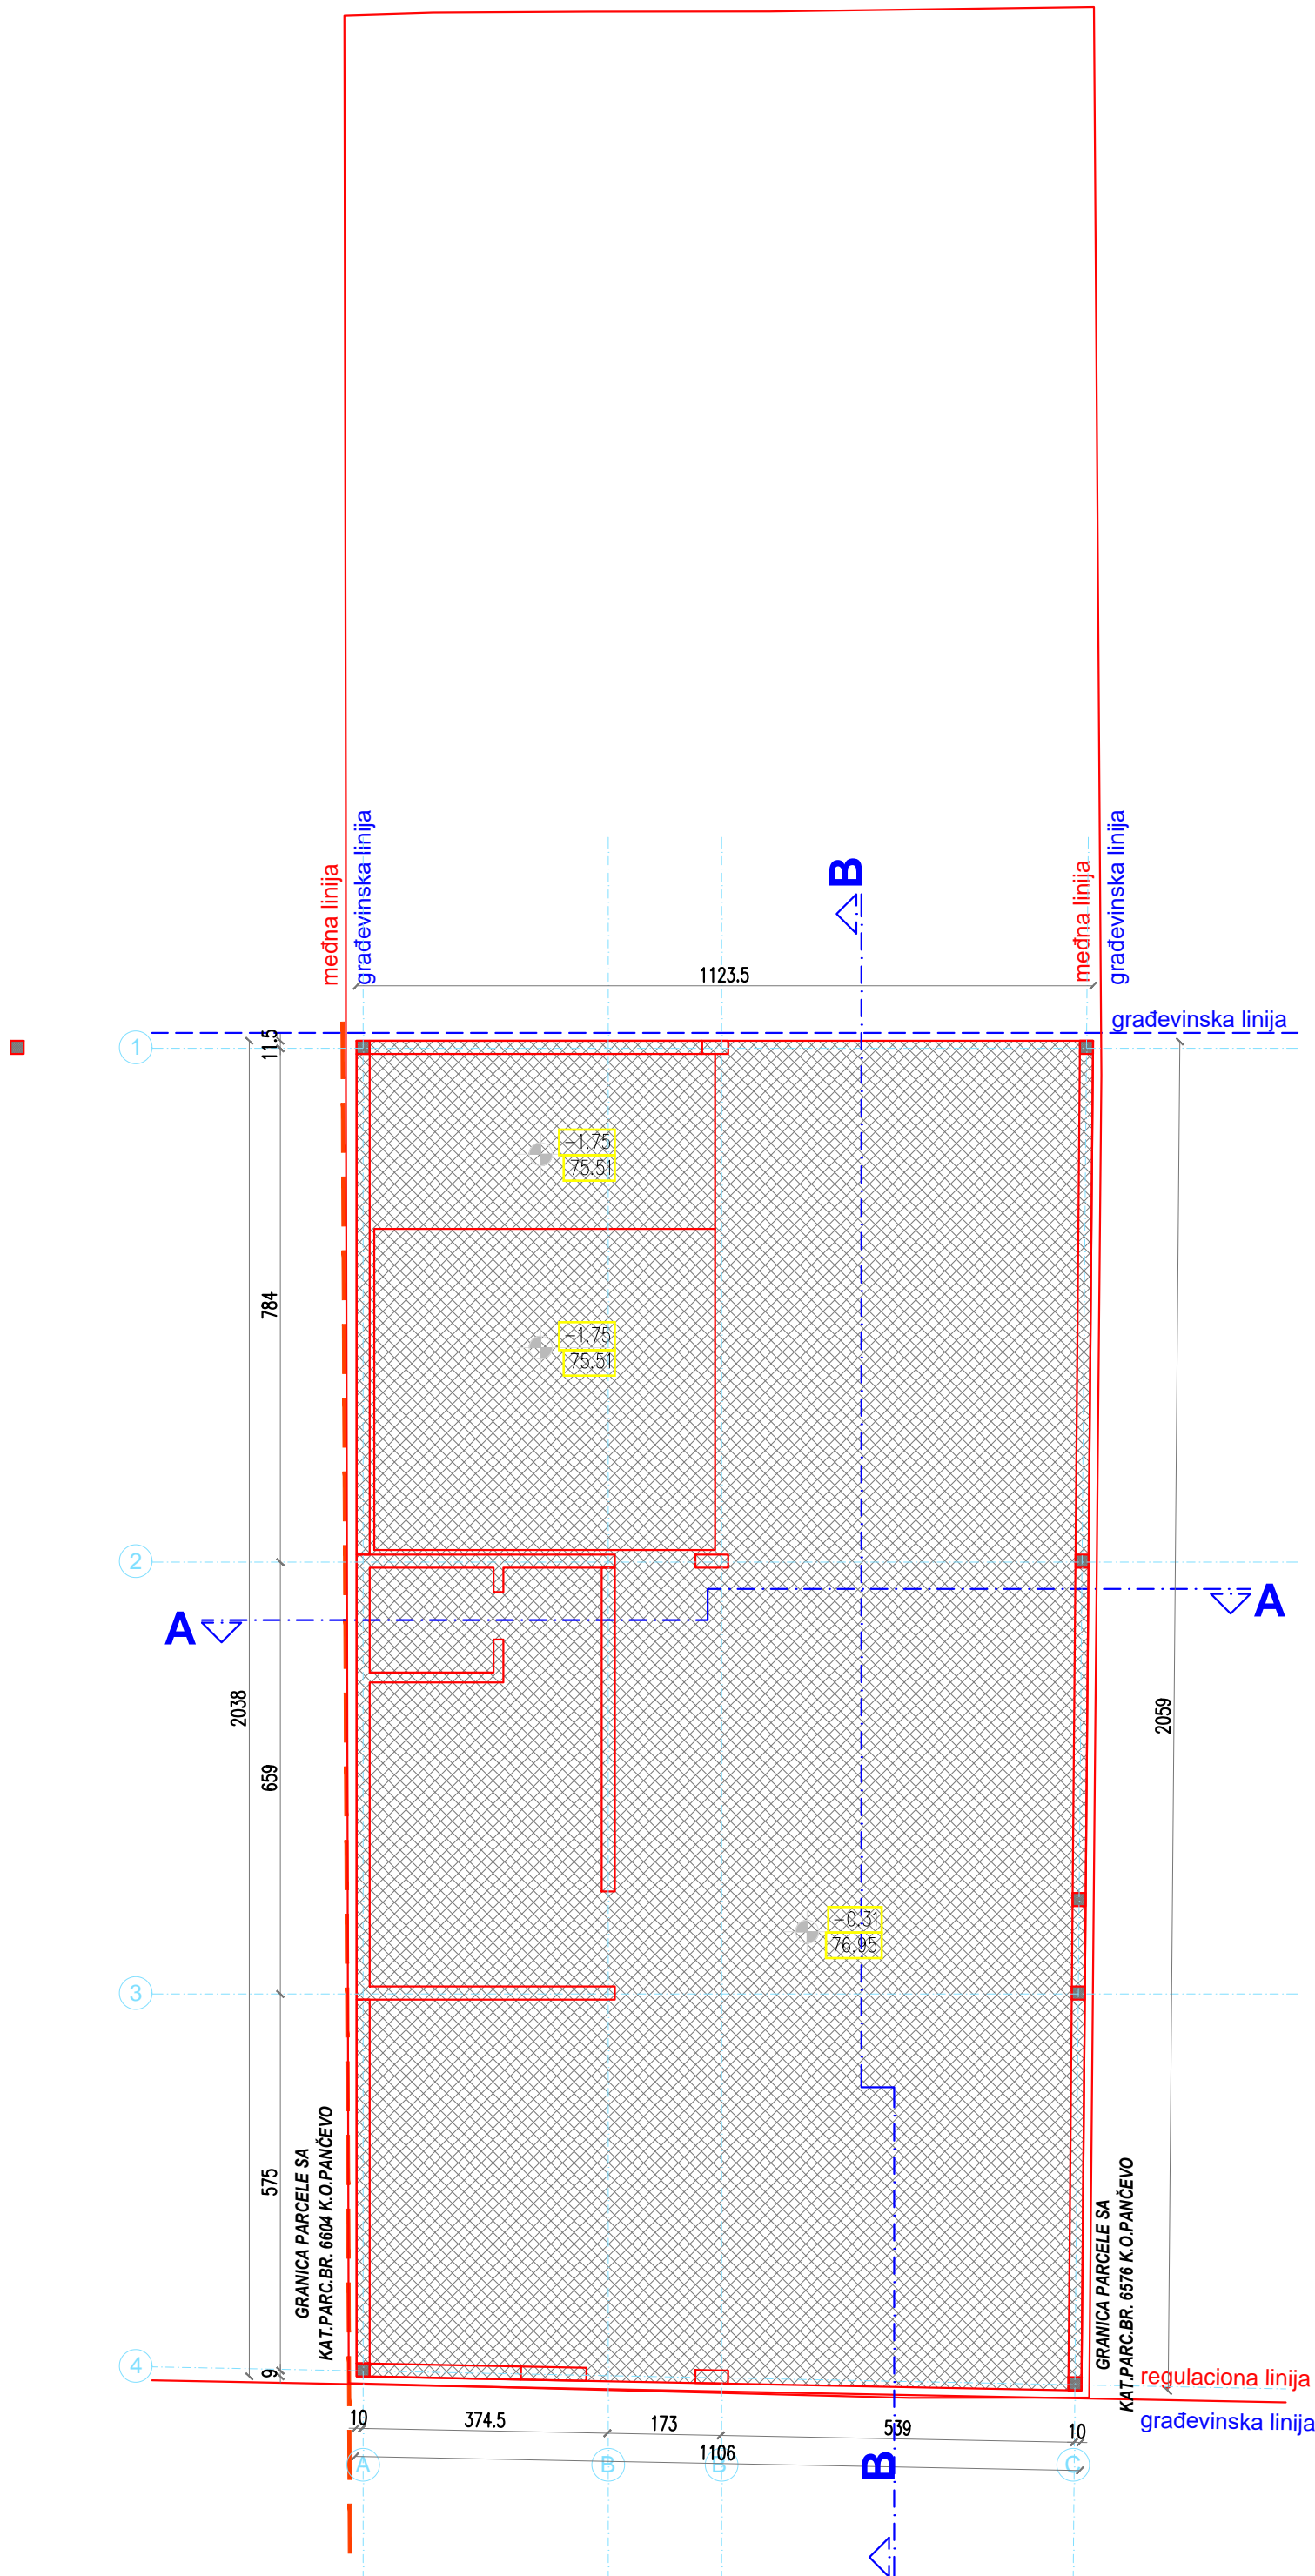 međna linija
građevinska linija
B
međna linija
građevinska linija
1123.5
građevinska linija
11.5
1
-1.75
75.51
784
-1.75
75.51
2
A
A
2038
2059
659
-0.31
76.95
3
575
GRANICA PARCELE SA
KAT.PARC.BR. 6604 K.O.PANČEVO
GRANICA PARCELE SA
KAT.PARC.BR. 6576 K.O.PANČEVO
4
9
regulaciona linija
građevinska linija
10
374.5
173
539
10
1106
A
B
B
B
C